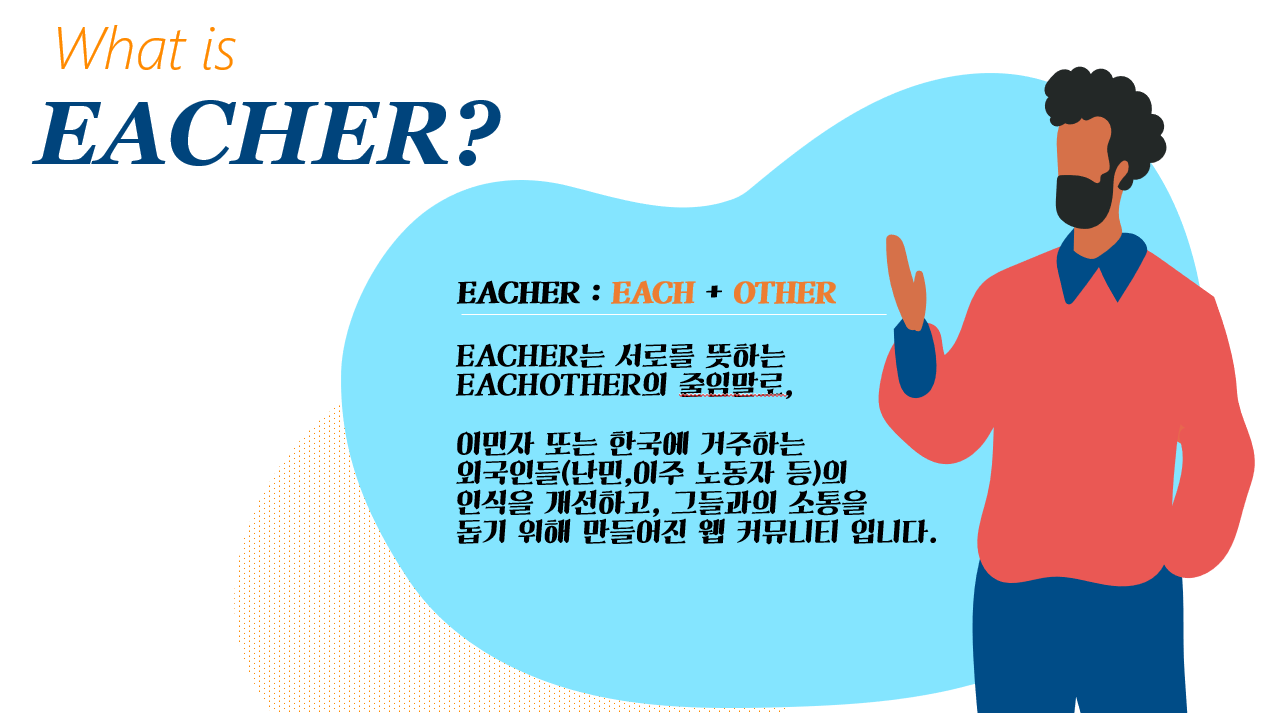 What is
EACHER?
EACHER : EACH + OTHER
EACHER는 서로를 뜻하는
EACHOTHER의 줄임말로,
이민자 또는 한국에 거주하는
외국인들(난민,이주 노동자 등)의
인식을 개선하고, 그들과의 소통을
돕기 위해 만들어진 웹 커뮤니티 입니다.